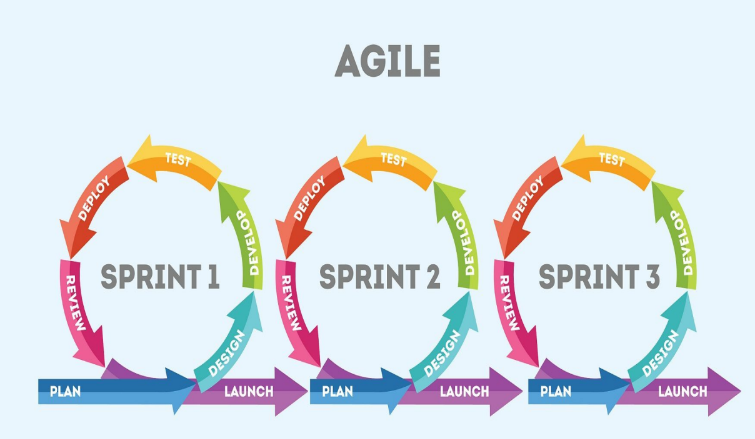 AGILE
TEST
TEST
TEST
DEPLOY
DEPLOY
DEPLOY
DEVELOP
DEVELOP
DEVELOP
SPRINT 1
SPRINT 2
SPRINT 3
REVIEW
REVIEW
REVIEW
DESIGN
DESIGN
DESIGN
PLAN
LAUNCH
PLAN
LAUNCH
PLAN
LAUNCH